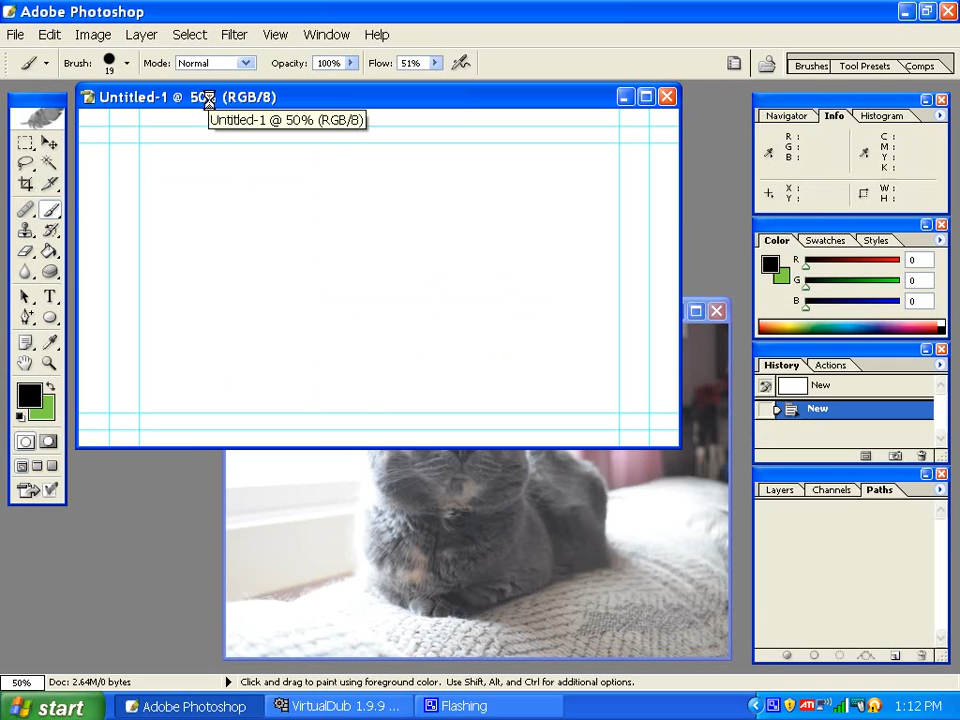 Adobe Photoshop
File Edit Image Layer Select Filter View Window Help
Brush: 19 Mode: Normal Opacity: 100% Flow: 51% Brushes Tool Presets Comps
Untitled-1 @ 50% (RGB/8)
Untitled-1 @ 50% (RGB/8)
Navigator Info Histogram
R : C :
G : M :
B : Y :
K :
X : W :
Y : H :
Color Swatches Styles
R 0
G 0
B 0
History Actions
New
New
Layers Channels Paths
50% Doc: 2.64M/0 bytes Click and drag to paint using foreground color. Use Shift, Alt, and Ctrl for additional options.
start Adobe Photoshop VirtualDub 1.9.9 ... Flashing 1:12 PM